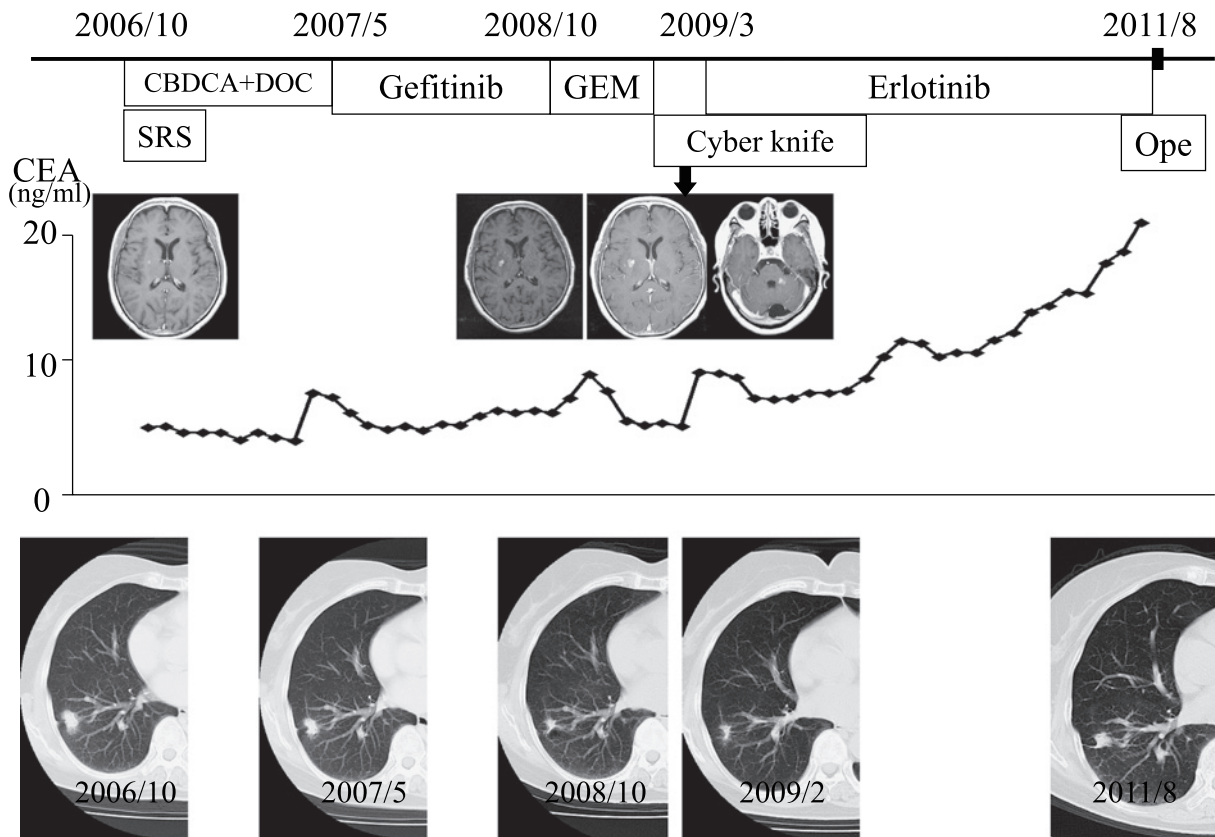 2006/10 2007/5 2008/10 2009/3 2011/8
CBDCA+DOC Gefitinib GEM Erlotinib
SRS Cyber knife Ope
CEA
(ng/ml)
20
10
0
2006/10 2007/5 2008/10 2009/2 2011/8